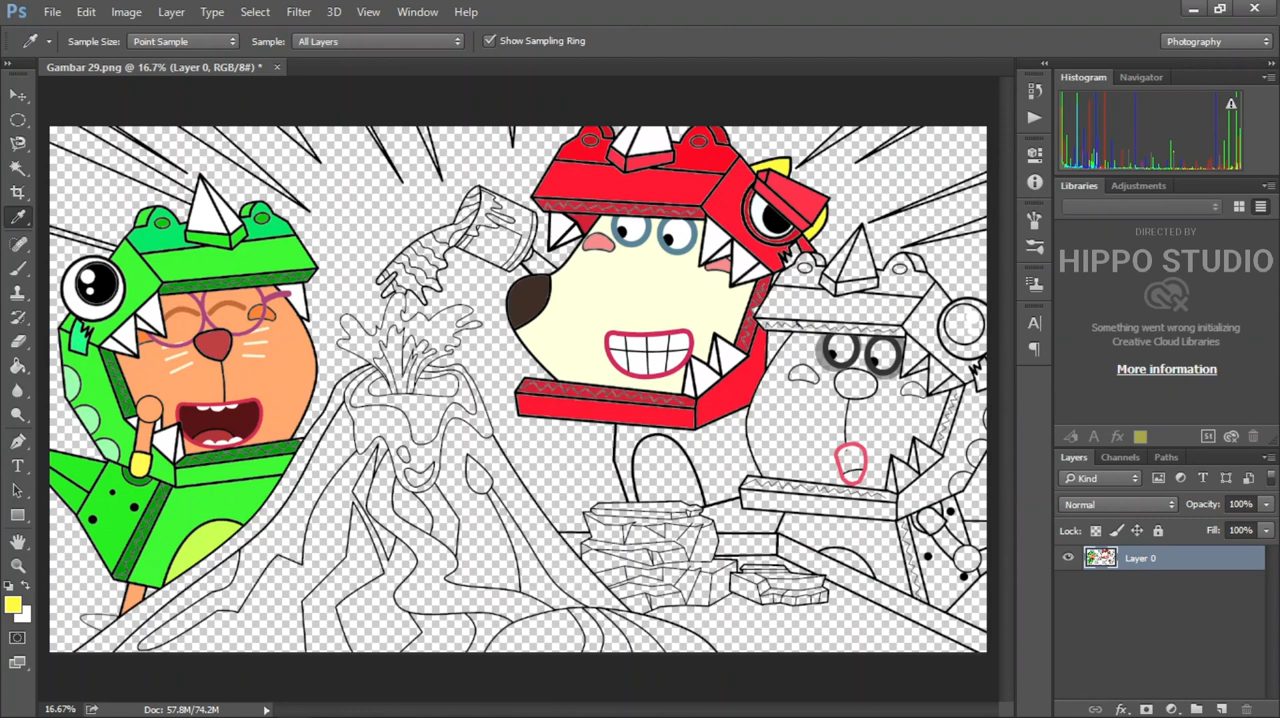 Ps File Edit Image Layer Type Select Filter 3D View Window Help
Sample Size: Point Sample Sample: All Layers Show Sampling Ring Photography
Gambar 29.png @ 16.7% (Layer 0, RGB/8#) *
Histogram Navigator
Libraries Adjustments
DIRECTED BY
HIPPO STUDIO
Something went wrong initializing
Creative Cloud Libraries
More information
St
Layers Channels Paths
Kind
Normal Opacity: 100%
Lock: Fill: 100%
Layer 0
16.67% Doc: 57.8M/74.2M